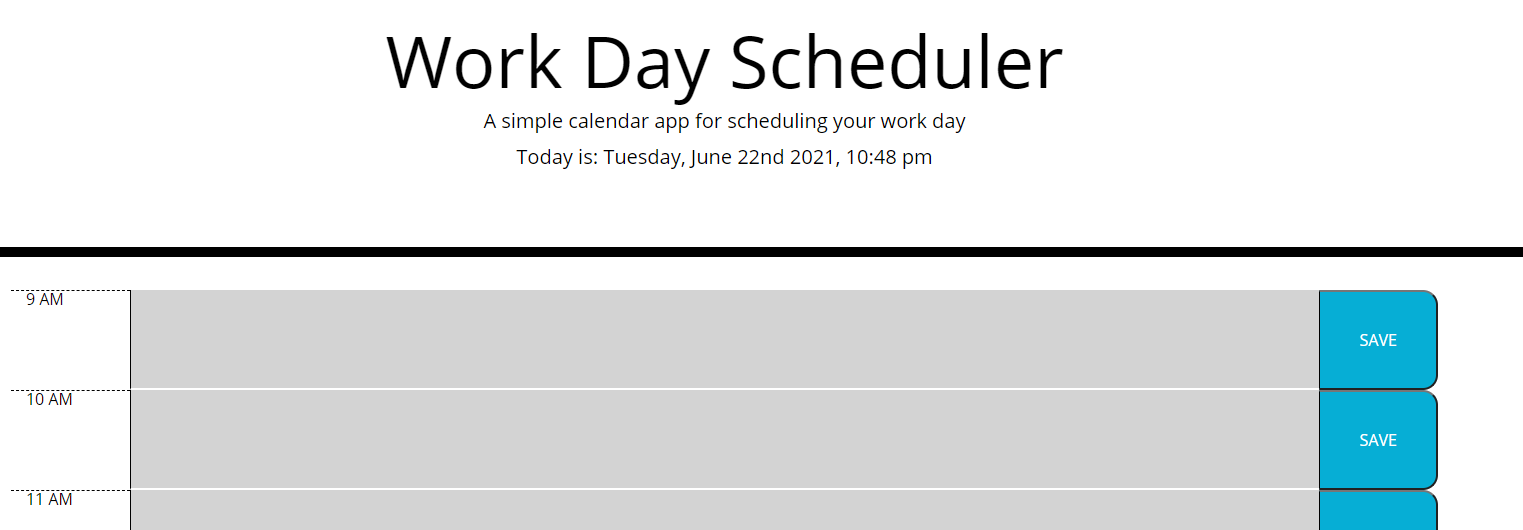 Work Day Scheduler
A simple calendar app for scheduling your work day
Today is: Tuesday, June 22nd 2021, 10:48 pm
9 AM
SAVE
10 AM
SAVE
11 AM